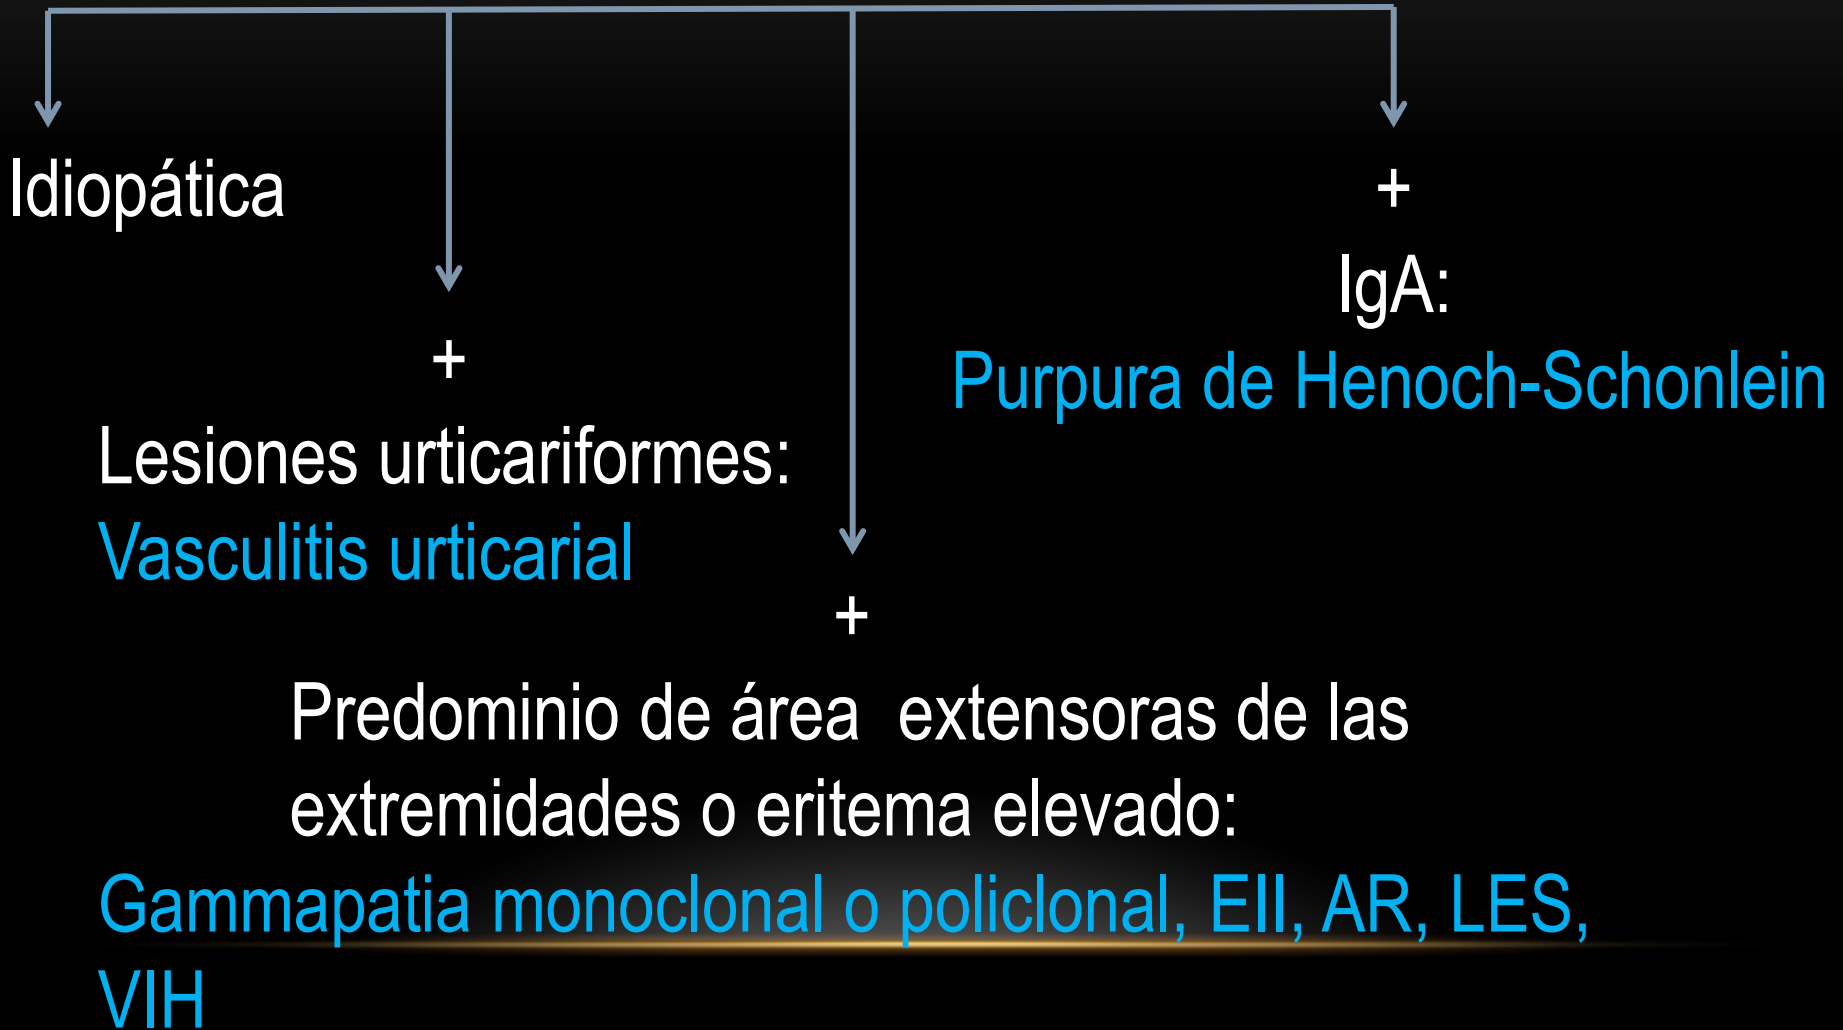 Idiopática
+
Lesiones urticariformes:
Vasculitis urticarial
+
Predominio de área  extensoras de las
extremidades o eritema elevado:
Gammapatia monoclonal o policlonal, EII, AR, LES,
VIH
+
IgA:
Purpura de Henoch-Schonlein